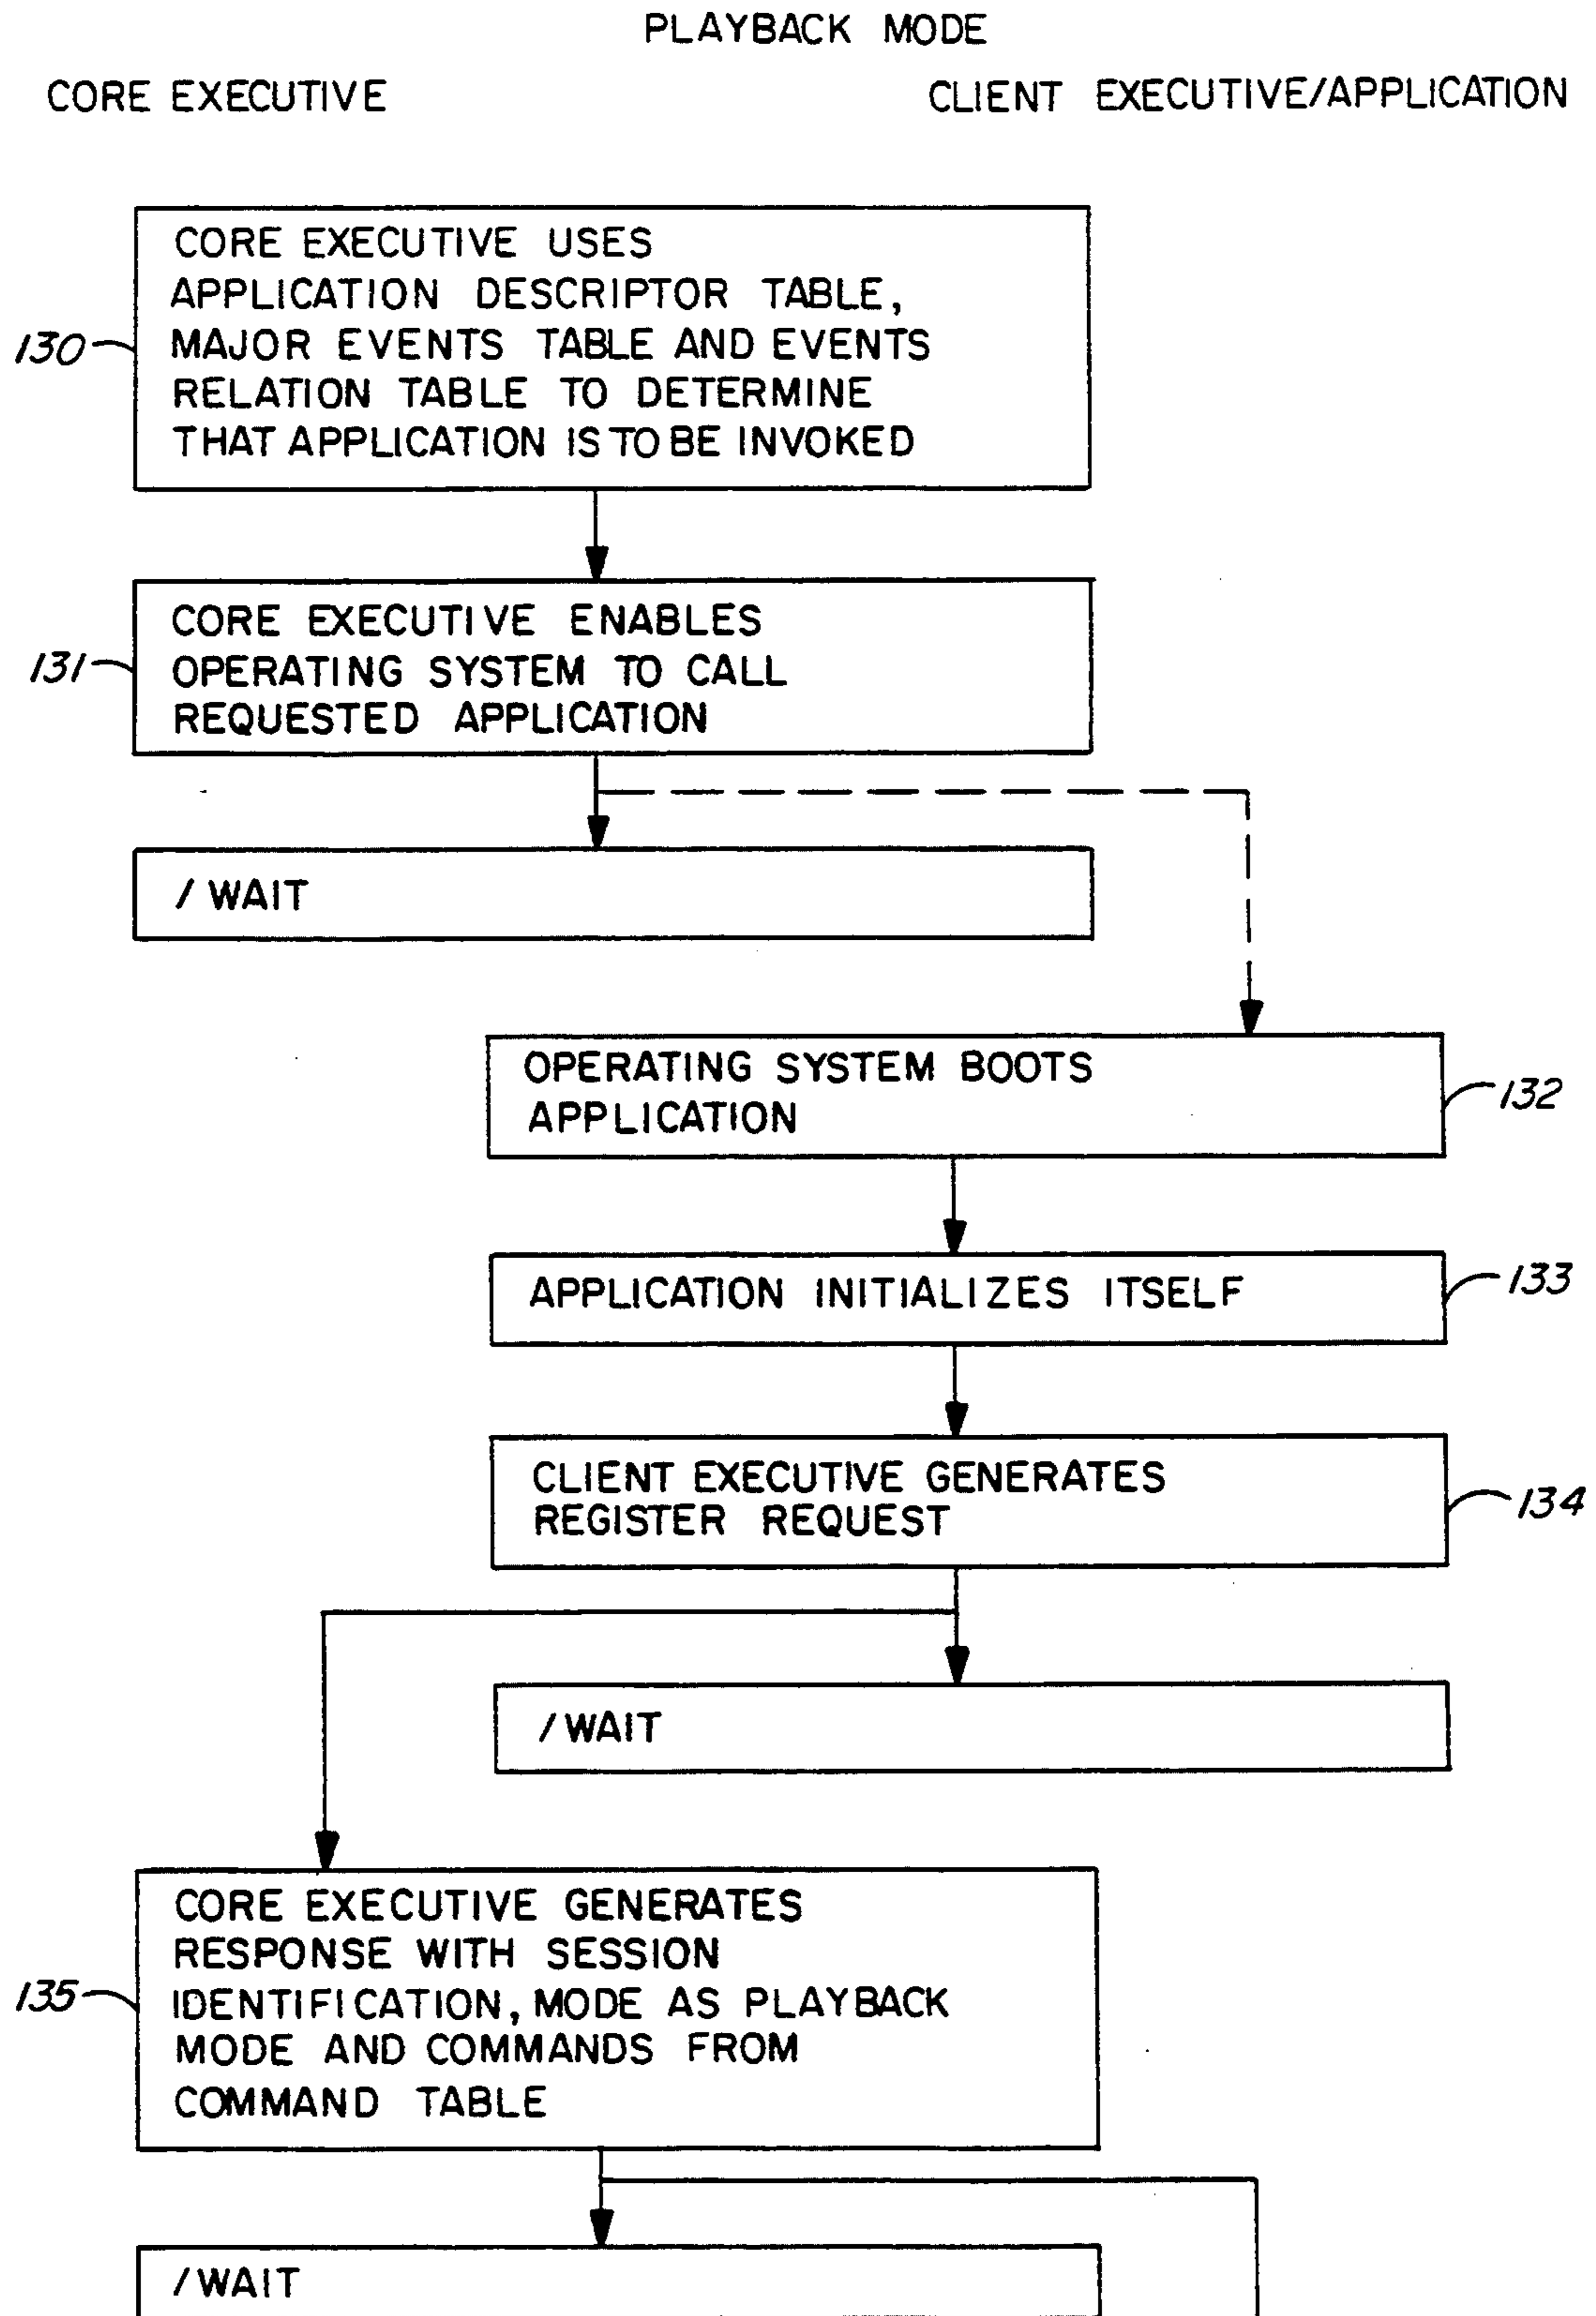 PLAYBACK MODE
CORE EXECUTIVE
CLIENT EXECUTIVE/APPLICATION
130
CORE EXECUTIVE USES
APPLICATION DESCRIPTOR TABLE,
MAJOR EVENTS TABLE AND EVENTS
RELATION TABLE TO DETERMINE
THAT APPLICATION IS TO BE INVOKED
131
CORE EXECUTIVE ENABLES
OPERATING SYSTEM TO CALL
REQUESTED APPLICATION
/ WAIT
OPERATING SYSTEM BOOTS
APPLICATION
132
APPLICATION INITIALIZES ITSELF
133
CLIENT EXECUTIVE GENERATES
REGISTER REQUEST
134
/ WAIT
135
CORE EXECUTIVE GENERATES
RESPONSE WITH SESSION
IDENTIFICATION, MODE AS PLAYBACK
MODE AND COMMANDS FROM
COMMAND TABLE
/ WAIT